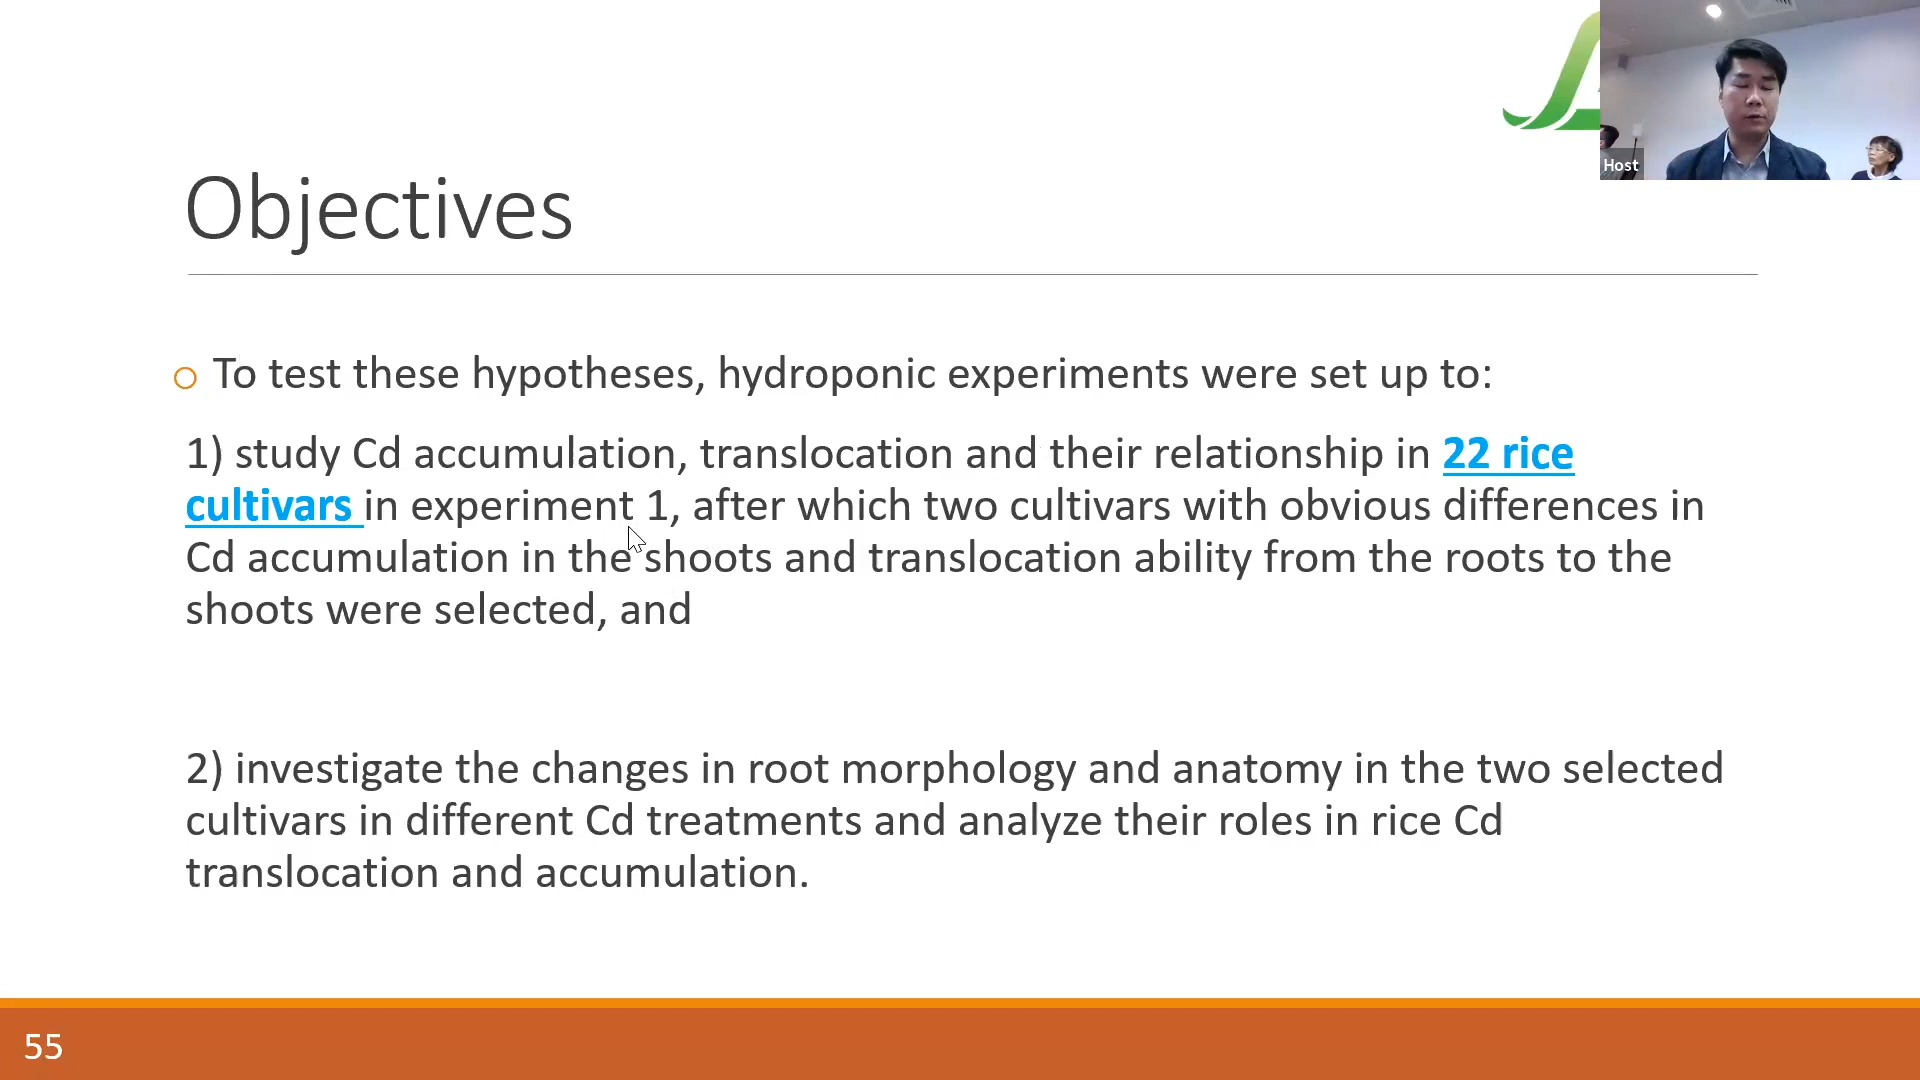 Host
Objectives
To test these hypotheses, hydroponic experiments were set up to:
1) study Cd accumulation, translocation and their relationship in 22 rice
cultivars in experiment 1, after which two cultivars with obvious differences in
Cd accumulation in the shoots and translocation ability from the roots to the
shoots were selected, and
2) investigate the changes in root morphology and anatomy in the two selected
cultivars in different Cd treatments and analyze their roles in rice Cd
translocation and accumulation.
55